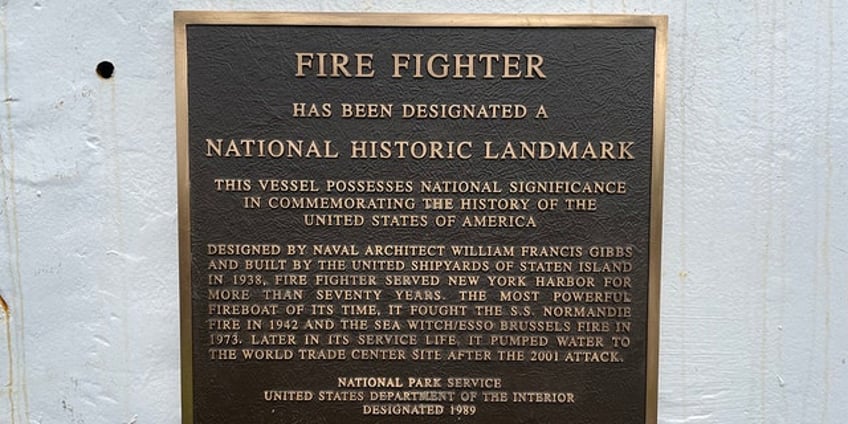 FIRE FIGHTER
HAS BEEN DESIGNATED A
NATIONAL HISTORIC LANDMARK
THIS VESSEL POSSESSES NATIONAL SIGNIFICANCE
IN COMMEMORATING THE HISTORY OF THE
UNITED STATES OF AMERICA
DESIGNED BY NAVAL ARCHITECT WILLIAM FRANCIS GIBBS
AND BUILT BY THE UNITED SHIPYARDS OF STATEN ISLAND
IN 1938, FIRE FIGHTER SERVED NEW YORK HARBOR FOR
MORE THAN SEVENTY YEARS. THE MOST POWERFUL
FIREBOAT OF ITS TIME, IT FOUGHT THE S.S. NORMANDIE
FIRE IN 1942 AND THE SEA WITCH/ESSO BRUSSELS FIRE IN
1973. LATER IN ITS SERVICE LIFE, IT PUMPED WATER TO
THE WORLD TRADE CENTER SITE AFTER THE 2001 ATTACK.
NATIONAL PARK SERVICE
UNITED STATES DEPARTMENT OF THE INTERIOR
DESIGNATED 1989